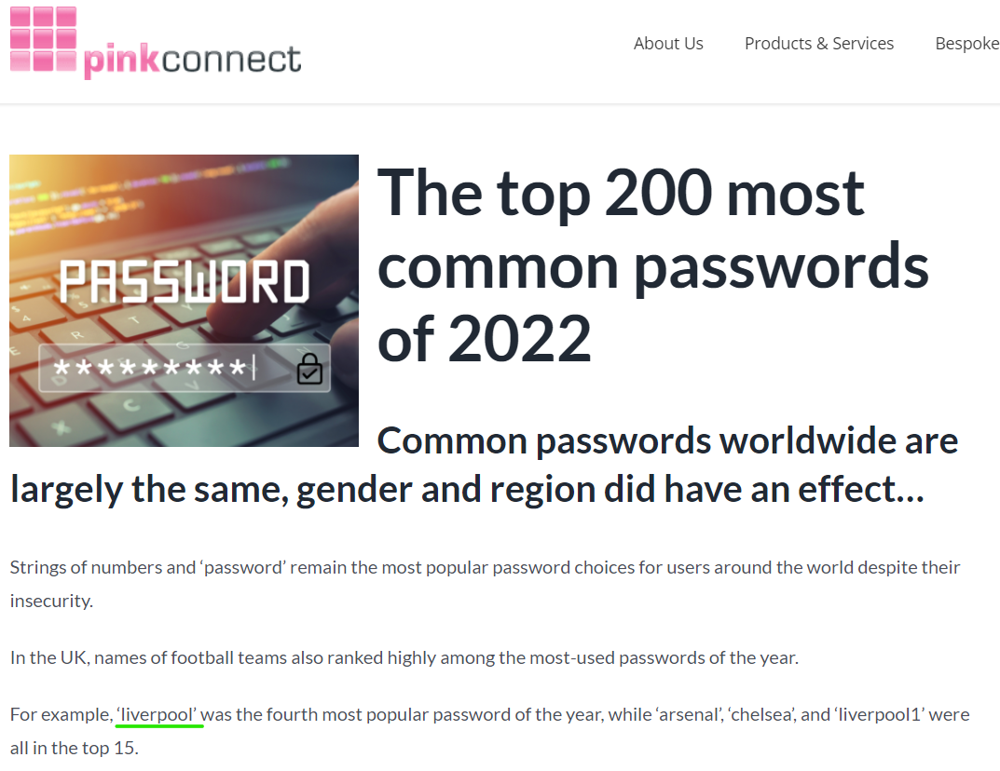 pinkconnect
About Us
Products & Services
Bespoke
PASSWORD
*********|
The top 200 most
common passwords
of 2022
Common passwords worldwide are
largely the same, gender and region did have an effect…
Strings of numbers and ‘password’ remain the most popular password choices for users around the world despite their
insecurity.
In the UK, names of football teams also ranked highly among the most-used passwords of the year.
For example, ‘liverpool’ was the fourth most popular password of the year, while ‘arsenal’, ‘chelsea’, and ‘liverpool1’ were
all in the top 15.